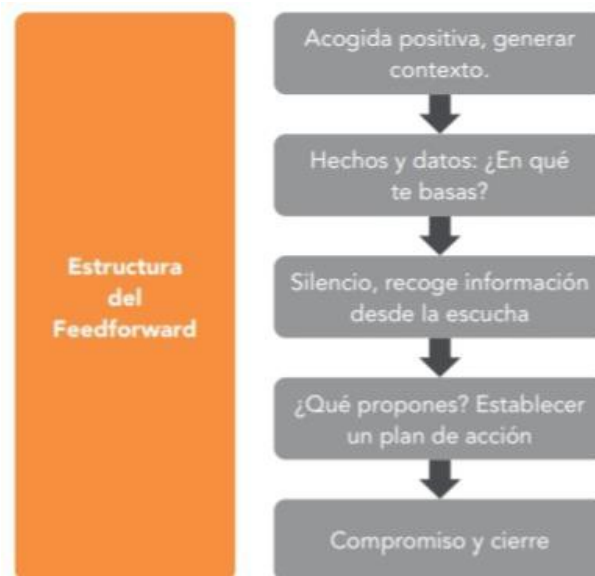 Estructura
del
Feedforward
Acogida positiva, generar
contexto.
Hechos y datos: ¿En qué
te basas?
Silencio, recoge información
desde la escucha
¿Qué propones? Establecer
un plan de acción
Compromiso y cierre